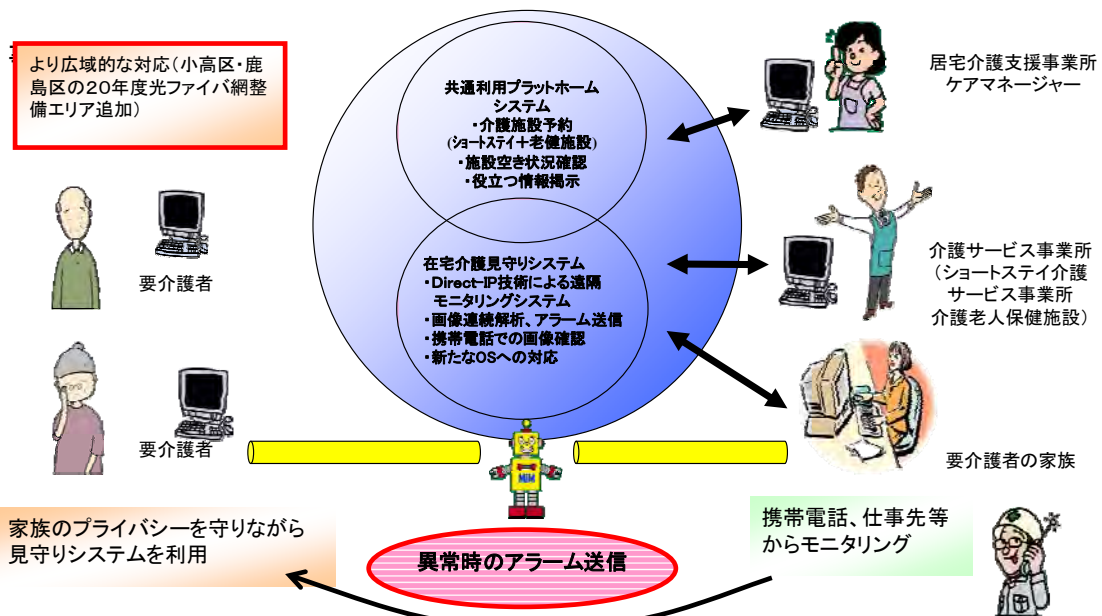 より広域的な対応(小高区・鹿
島区の20年度光ファイバ網整
備エリア追加)
要介護者
要介護者
共通利用プラットホーム
システム
・介護施設予約
(ショートステイ+老健施設)
・施設空き状況確認
・役立つ情報掲示
在宅介護見守りシステム
・Direct-IP技術による遠隔
モニタリングシステム
・画像連続解析、アラーム送信
・携帯電話での画像確認
・新たなOSへの対応
居宅介護支援事業所
ケアマネージャー
介護サービス事業所
(ショートステイ介護
サービス事業所
介護老人保健施設)
要介護者の家族
MIM
家族のプライバシーを守りながら
見守りシステムを利用
異常時のアラーム送信
携帯電話、仕事先等
からモニタリング